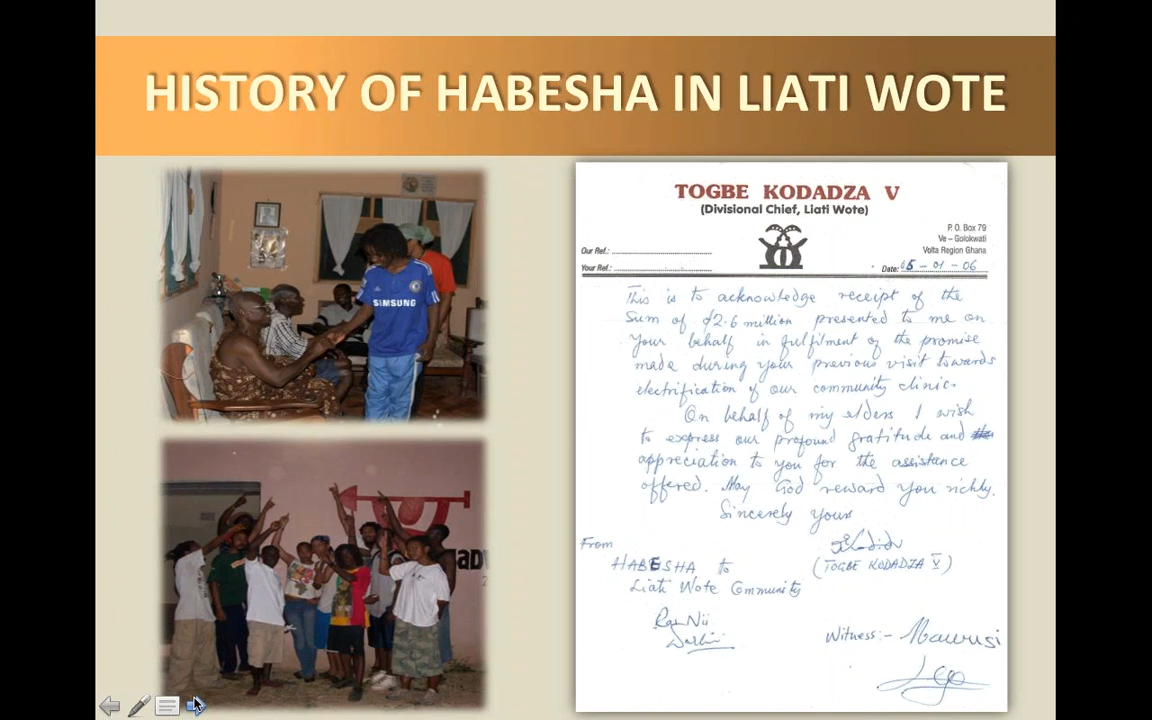 HISTORY OF HABESHA IN LIATI WOTE
SAMSUNG
TOGBE KODADZA V
(Divisional Chief, Liati Wote)
P. O. Box 79
Ve – Golokwati
Volta Region Ghana
Our Ref.:
Your Ref.:
Date: 05 – 01 – 06
This is to acknowledge receipt of the
Sum of ₵2.6 million presented to me on
your behalf in fulfilment of the promise
made during your previous visit towards
electrification of our community clinic.
On behalf of my elders I wish
to express our profound gratitude and the
appreciation to you for the assistance
offered. May God reward you richly.
Sincerely yours
From
HABESHA to
(TOGBE KODADZA V)
Liati Wote Community
Ras Nii
Witness:- Mawusi